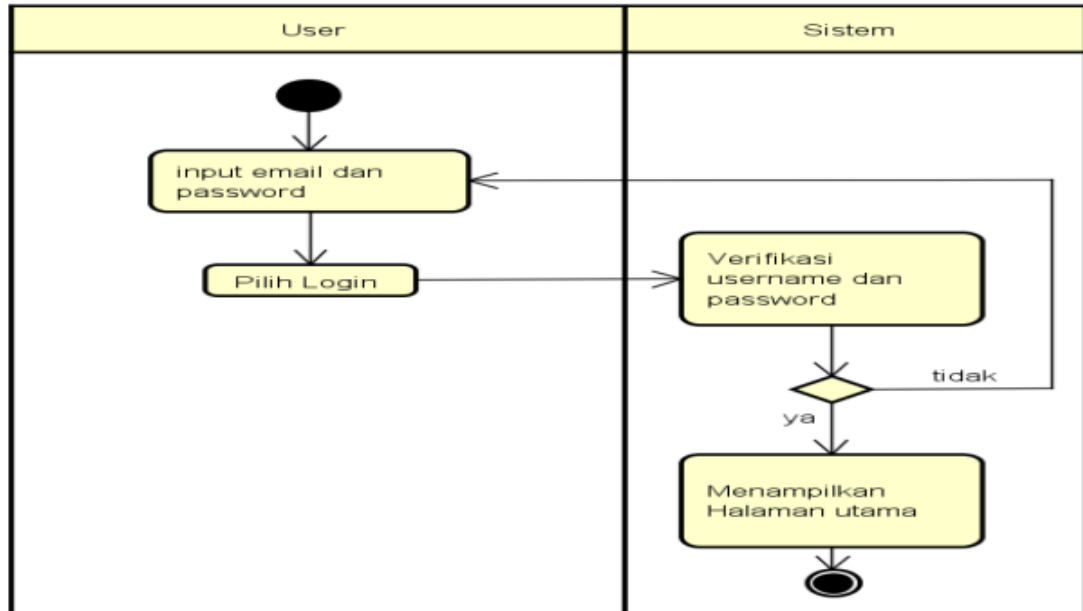 User
Sistem
input email dan
password
Pilih Login
Verifikasi
username dan
password
tidak
ya
Menampilkan
Halaman utama